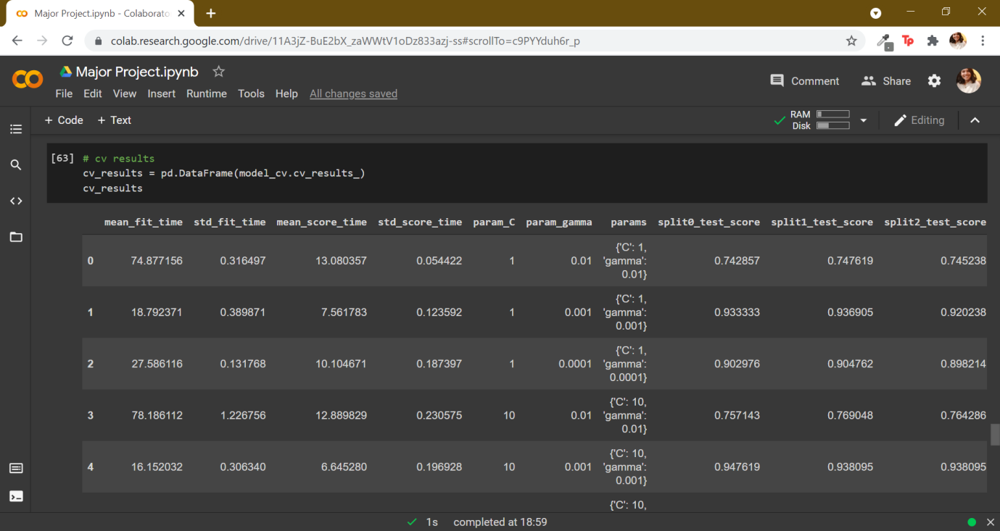 Major Project.ipynb - Colaborato
colab.research.google.com/drive/11A3jZ-BuE2bX_zaWWtV1oDz833azj-ss#scrollTo=c9PYYduh6r_p
Tp
Major Project.ipynb
Comment
Share
File Edit View Insert Runtime Tools Help All changes saved
+ Code + Text
RAM
Disk
Editing
[63] # cv results
cv_results = pd.DataFrame(model_cv.cv_results_)
cv_results
mean_fit_time std_fit_time mean_score_time std_score_time param_C param_gamma params split0_test_score split1_test_score split2_test_score
{'C': 1,
0 74.877156 0.316497 13.080357 0.054422 1 0.01 'gamma': 0.742857 0.747619 0.745238
0.01}
{'C': 1,
1 18.792371 0.389871 7.561783 0.123592 1 0.001 'gamma': 0.933333 0.936905 0.920238
0.001}
{'C': 1,
2 27.586116 0.131768 10.104671 0.187397 1 0.0001 'gamma': 0.902976 0.904762 0.898214
0.0001}
{'C': 10,
3 78.186112 1.226756 12.889829 0.230575 10 0.01 'gamma': 0.757143 0.769048 0.764286
0.01}
{'C': 10,
4 16.152032 0.306340 6.645280 0.196928 10 0.001 'gamma': 0.947619 0.938095 0.938095
0.001}
{'C': 10,
1s completed at 18:59